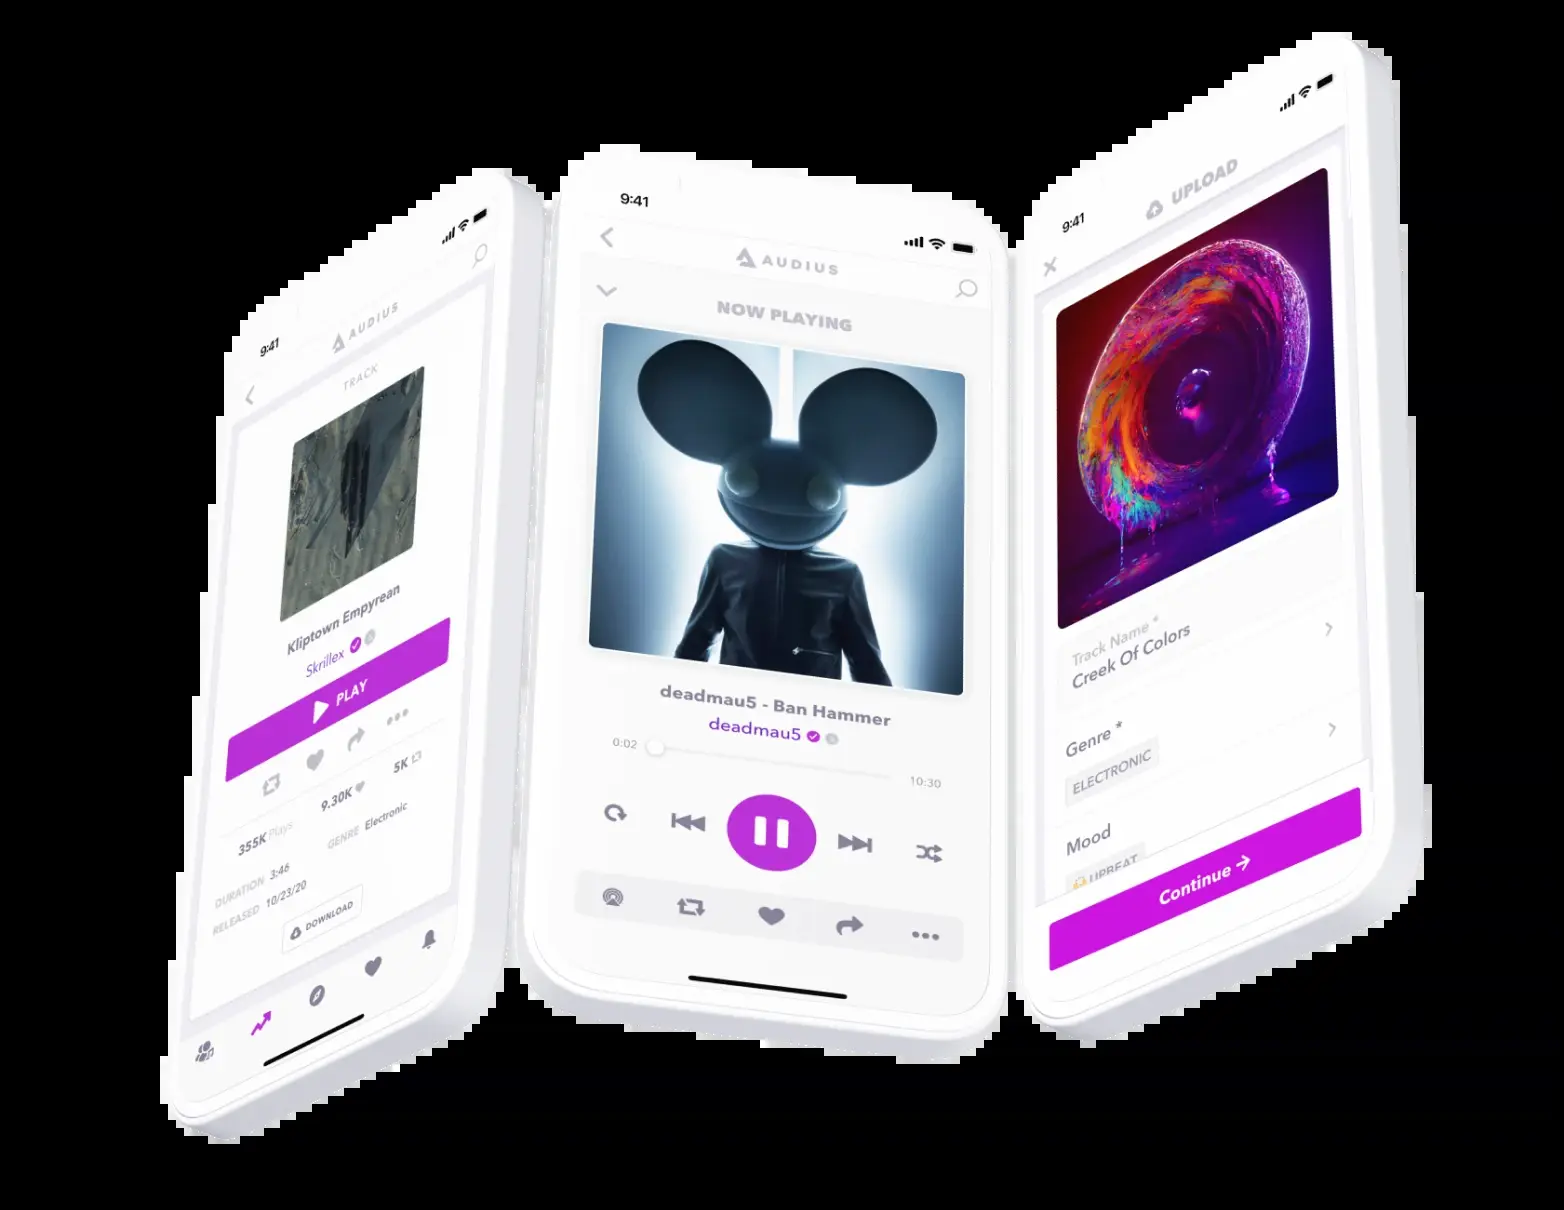 9:41
AUDIUS
TRACK
Kliptown Empyrean
Skrillex
PLAY
355K Plays
9.30K
5K
DURATION 3:46
GENRE Electronic
RELEASED 10/23/20
DOWNLOAD
9:41
AUDIUS
NOW PLAYING
deadmau5 - Ban Hammer
deadmau5
0:02
10:30
9:41
UPLOAD
Track Name *
Creek Of Colors
Genre *
ELECTRONIC
Mood
UPBEAT
Continue →